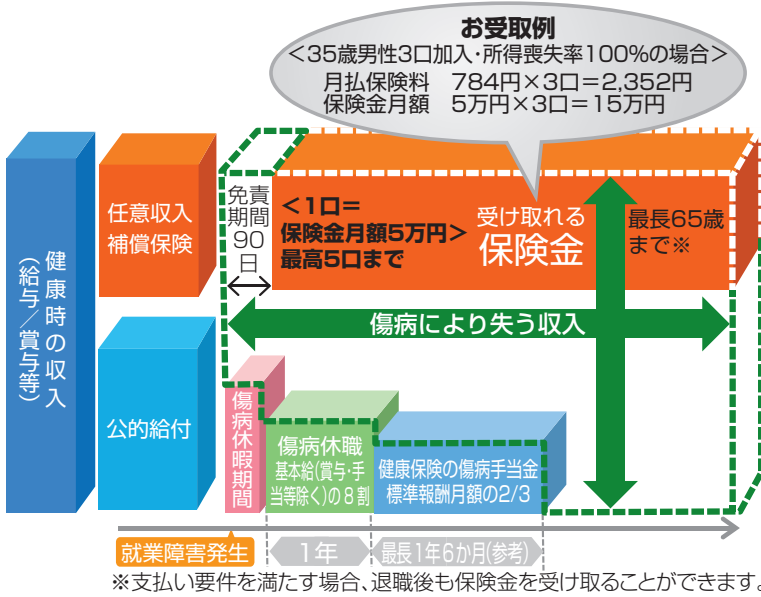 お受取例
<35歳男性3口加入・所得喪失率100%の場合>
月払保険料 784円×3口=2,352円
保険金月額 5万円×3口=15万円
健康時の収入
(給与/賞与等)
任意収入
補償保険
免責
期間
90
日
<1口=
保険金月額5万円>
最高5口まで
受け取れる
保険金
最長65歳
まで※
傷病により失う収入
公的給付
傷病休暇期間
傷病休職
基本給(賞与・手
当等除く)の8割
健康保険の傷病手当金
標準報酬月額の2/3
就業障害発生
1年
最長1年6か月(参考)
※支払い要件を満たす場合、退職後も保険金を受け取ることができます。